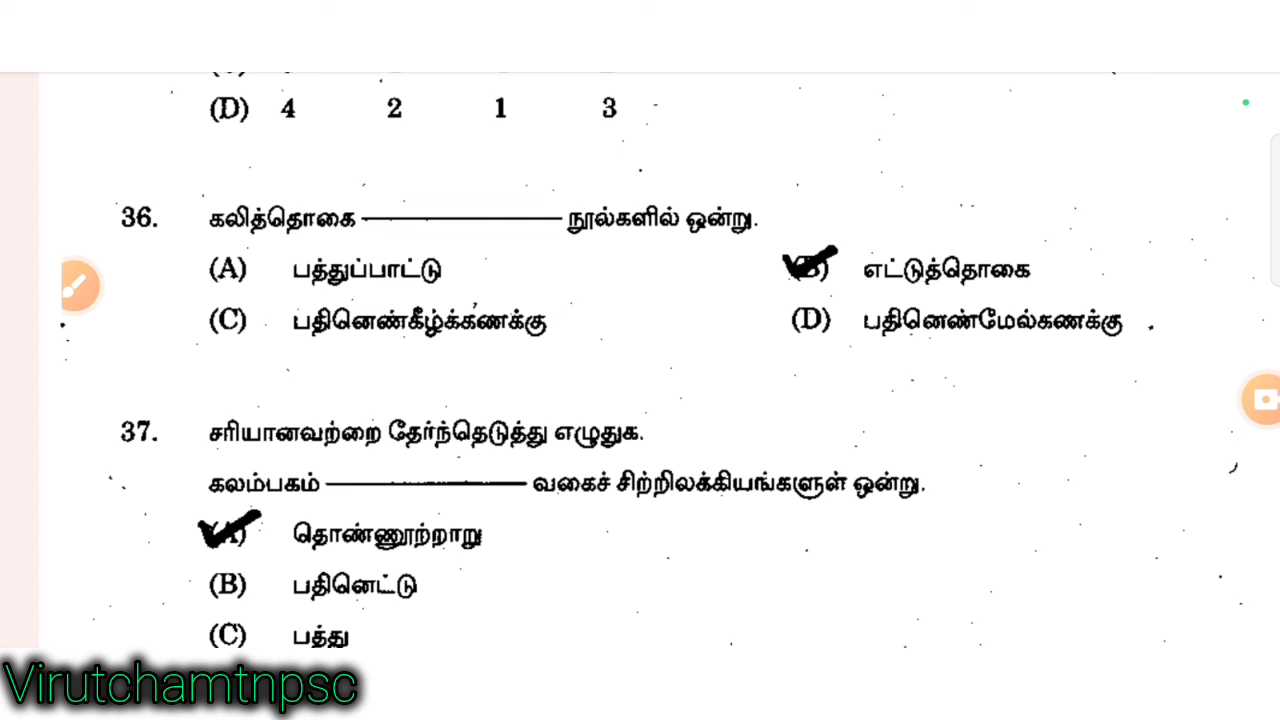 (D) 4 2 1 3
36. கலித்தொகை ———— நூல்களில் ஒன்று.
(A) பத்துப்பாட்டு (B) எட்டுத்தொகை
(C) பதினெண்கீழ்க்கணக்கு (D) பதினெண்மேல்கணக்கு
37. சரியானவற்றை தேர்ந்தெடுத்து எழுதுக.
கலம்பகம் ———— வகைச் சிற்றிலக்கியங்களுள் ஒன்று.
(A) தொண்ணூற்றாறு
(B) பதினெட்டு
(C) பத்து
Virutchamtnpsc